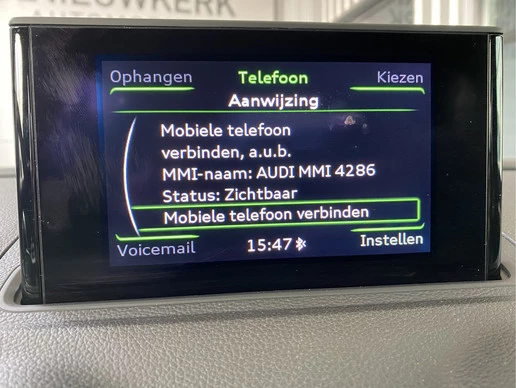 NIEUWKERK
Ophangen Telefoon Kiezen
Aanwijzing
Mobiele telefoon
verbinden, a.u.b.
MMI-naam: AUDI MMI 4286
Status: Zichtbaar
Mobiele telefoon verbinden
Voicemail 15:47 Instellen